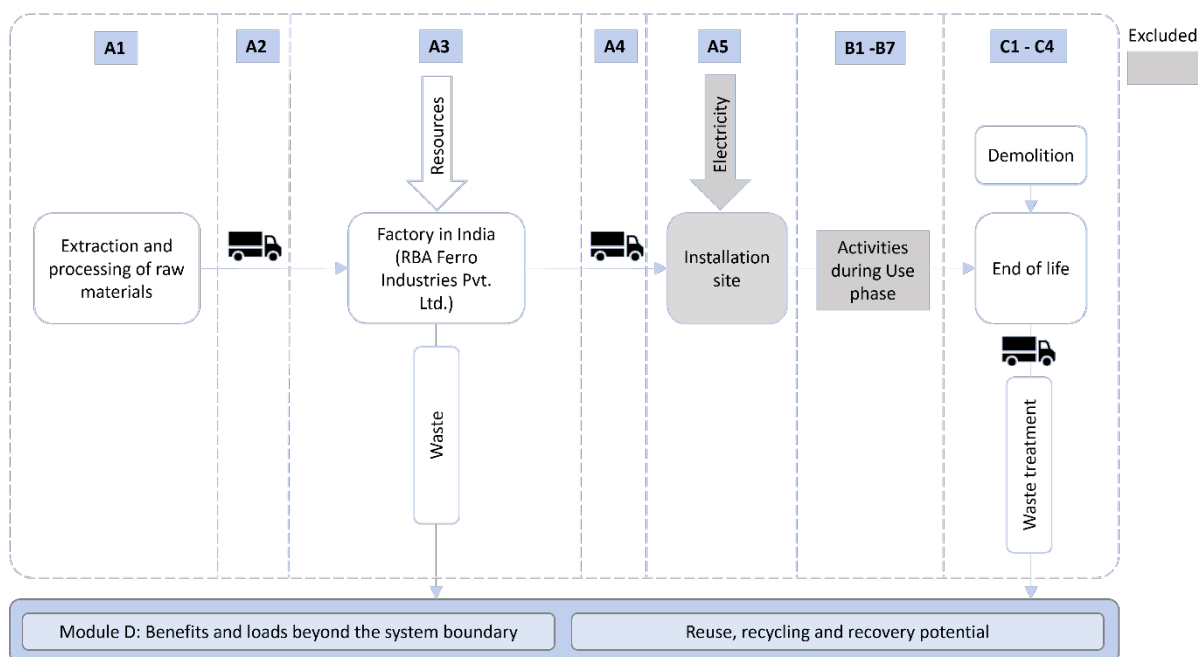 A1
A2
A3
A4
A5
B1 -B7
C1 - C4
Excluded
Resources
Electricity
Demolition
Extraction and
processing of raw
materials
Factory in India
(RBA Ferro
Industries Pvt.
Ltd.)
Installation
site
Activities
during Use
phase
End of life
Waste
Waste treatment
Module D: Benefits and loads beyond the system boundary
Reuse, recycling and recovery potential